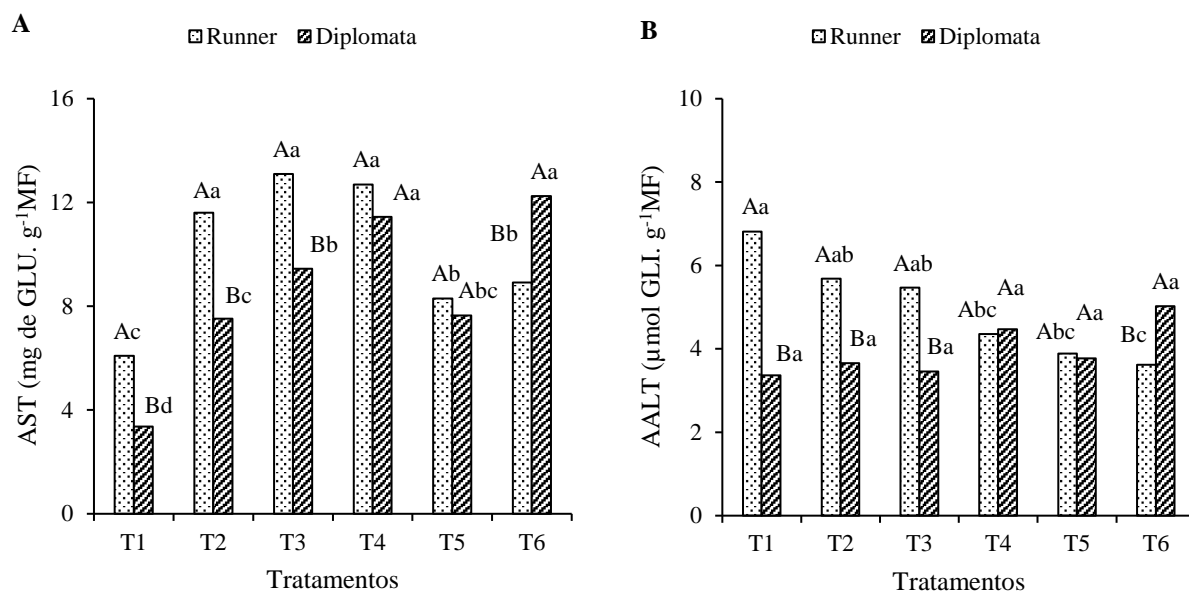 A
Runner Diplomata
AST (mg de GLU. g-1MF)
16
12
8
4
0
Ac
Bd
Aa
Bc
Aa
Bb
Aa
Aa
Ab
Abc
Bb
Aa
T1 T2 T3 T4 T5 T6
Tratamentos
B
Runner Diplomata
AALT (µmol GLI. g-1MF)
10
8
6
4
2
0
Aa
Ba
Aab
Ba
Aab
Ba
Abc
Aa
Abc
Aa
Bc
Aa
T1 T2 T3 T4 T5 T6
Tratamentos